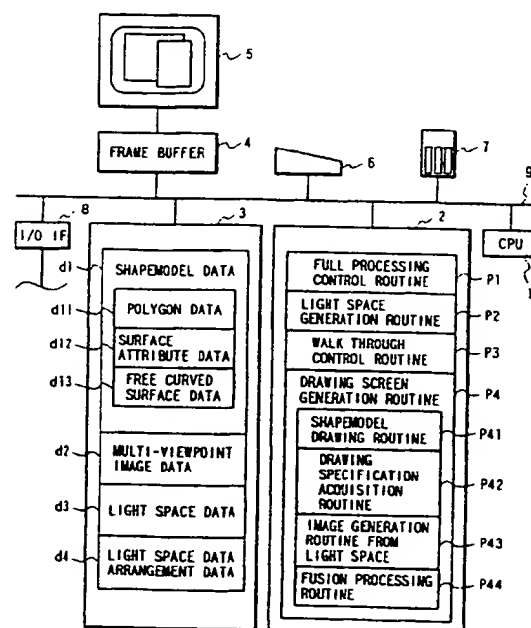 5
FRAME BUFFER
4
6
7
9
8
3
2
I/O IF
CPU
1
d1
SHAPEMODEL DATA
d11
POLYGON DATA
d12
SURFACE
ATTRIBUTE DATA
d13
FREE CURVED
SURFACE DATA
d2
MULTI-VIEWPOINT
IMAGE DATA
d3
LIGHT SPACE DATA
d4
LIGHT SPACE DATA
ARRANGEMENT DATA
FULL PROCESSING
CONTROL ROUTINE
P1
LIGHT SPACE
GENERATION ROUTINE
P2
WALK THROUGH
CONTROL ROUTINE
P3
DRAWING SCREEN
GENERATION ROUTINE
P4
SHAPEMODEL
DRAWING ROUTINE
P41
DRAWING
SPECIFICATION
ACQUISITION
ROUTINE
P42
IMAGE GENERATION
ROUTINE FROM
LIGHT SPACE
P43
FUSION PROCESSING
ROUTINE
P44